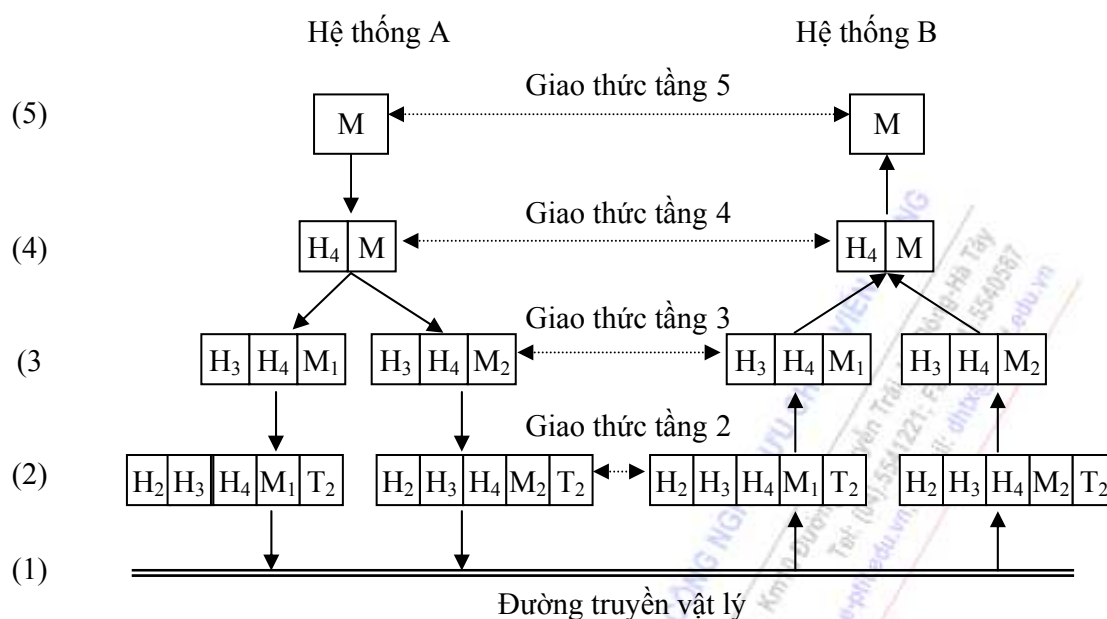 Hệ thống A Hệ thống B
Giao thức tầng 5
(5) M M
Giao thức tầng 4
(4) H₄ M H₄ M
Giao thức tầng 3
(3 H₃ H₄ M₁ H₃ H₄ M₂ H₃ H₄ M₁ H₃ H₄ M₂
Giao thức tầng 2
(2) H₂ H₃ H₄ M₁ T₂ H₂ H₃ H₄ M₂ T₂ H₂ H₃ H₄ M₁ T₂ H₂ H₃ H₄ M₂ T₂
(1)
Đường truyền vật lý